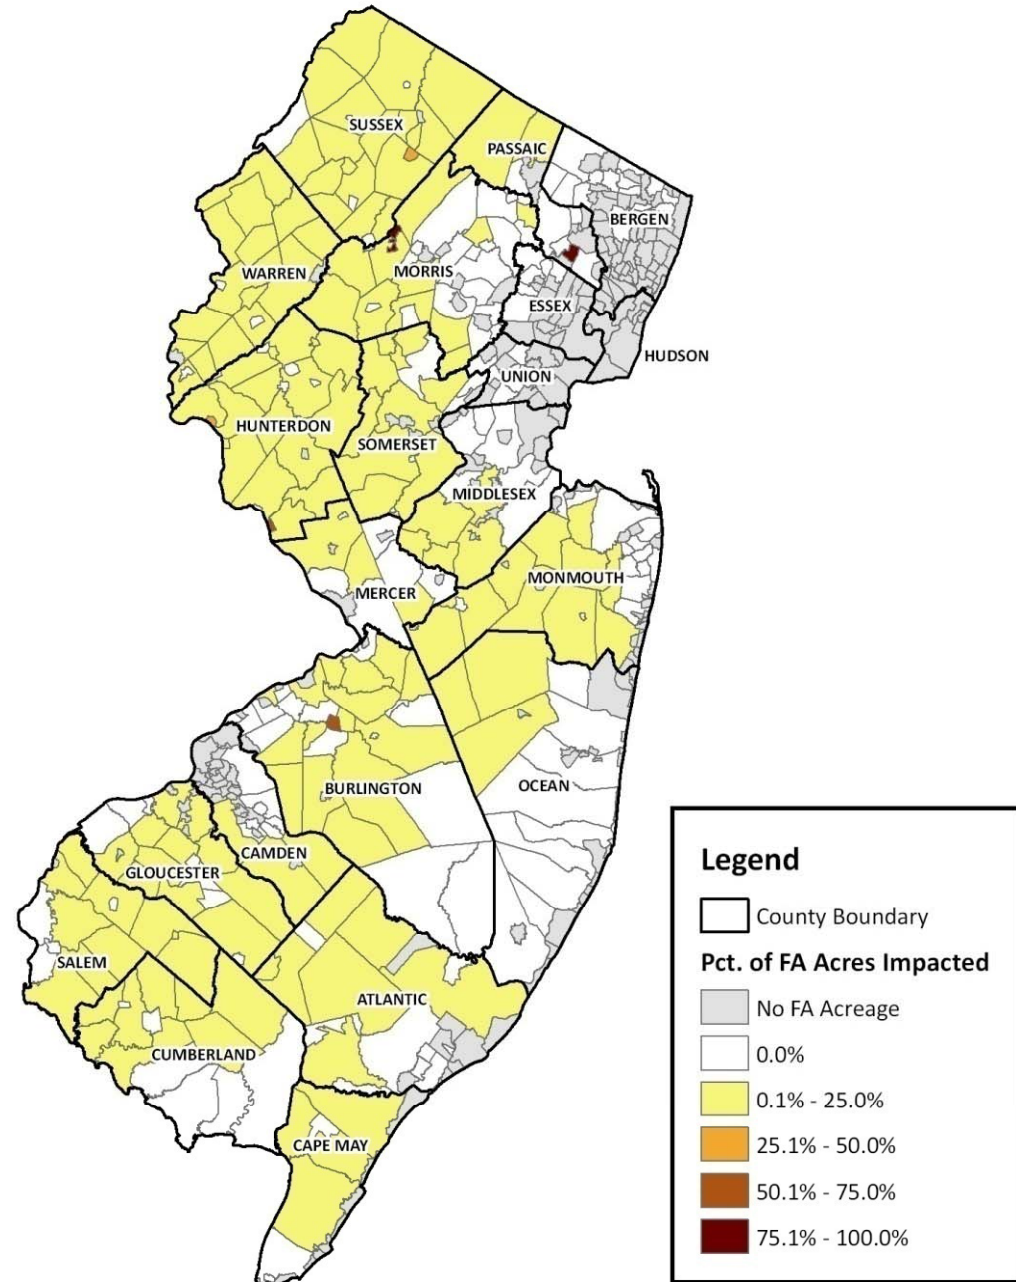 SUSSEX
PASSAIC
BERGEN
WARREN
MORRIS
ESSEX
HUDSON
UNION
HUNTERDON
SOMERSET
MIDDLESEX
MONMOUTH
MERCER
OCEAN
BURLINGTON
CAMDEN
GLOUCESTER
SALEM
ATLANTIC
CUMBERLAND
CAPE MAY
Legend
County Boundary
Pct. of FA Acres Impacted
No FA Acreage
0.0%
0.1% - 25.0%
25.1% - 50.0%
50.1% - 75.0%
75.1% - 100.0%